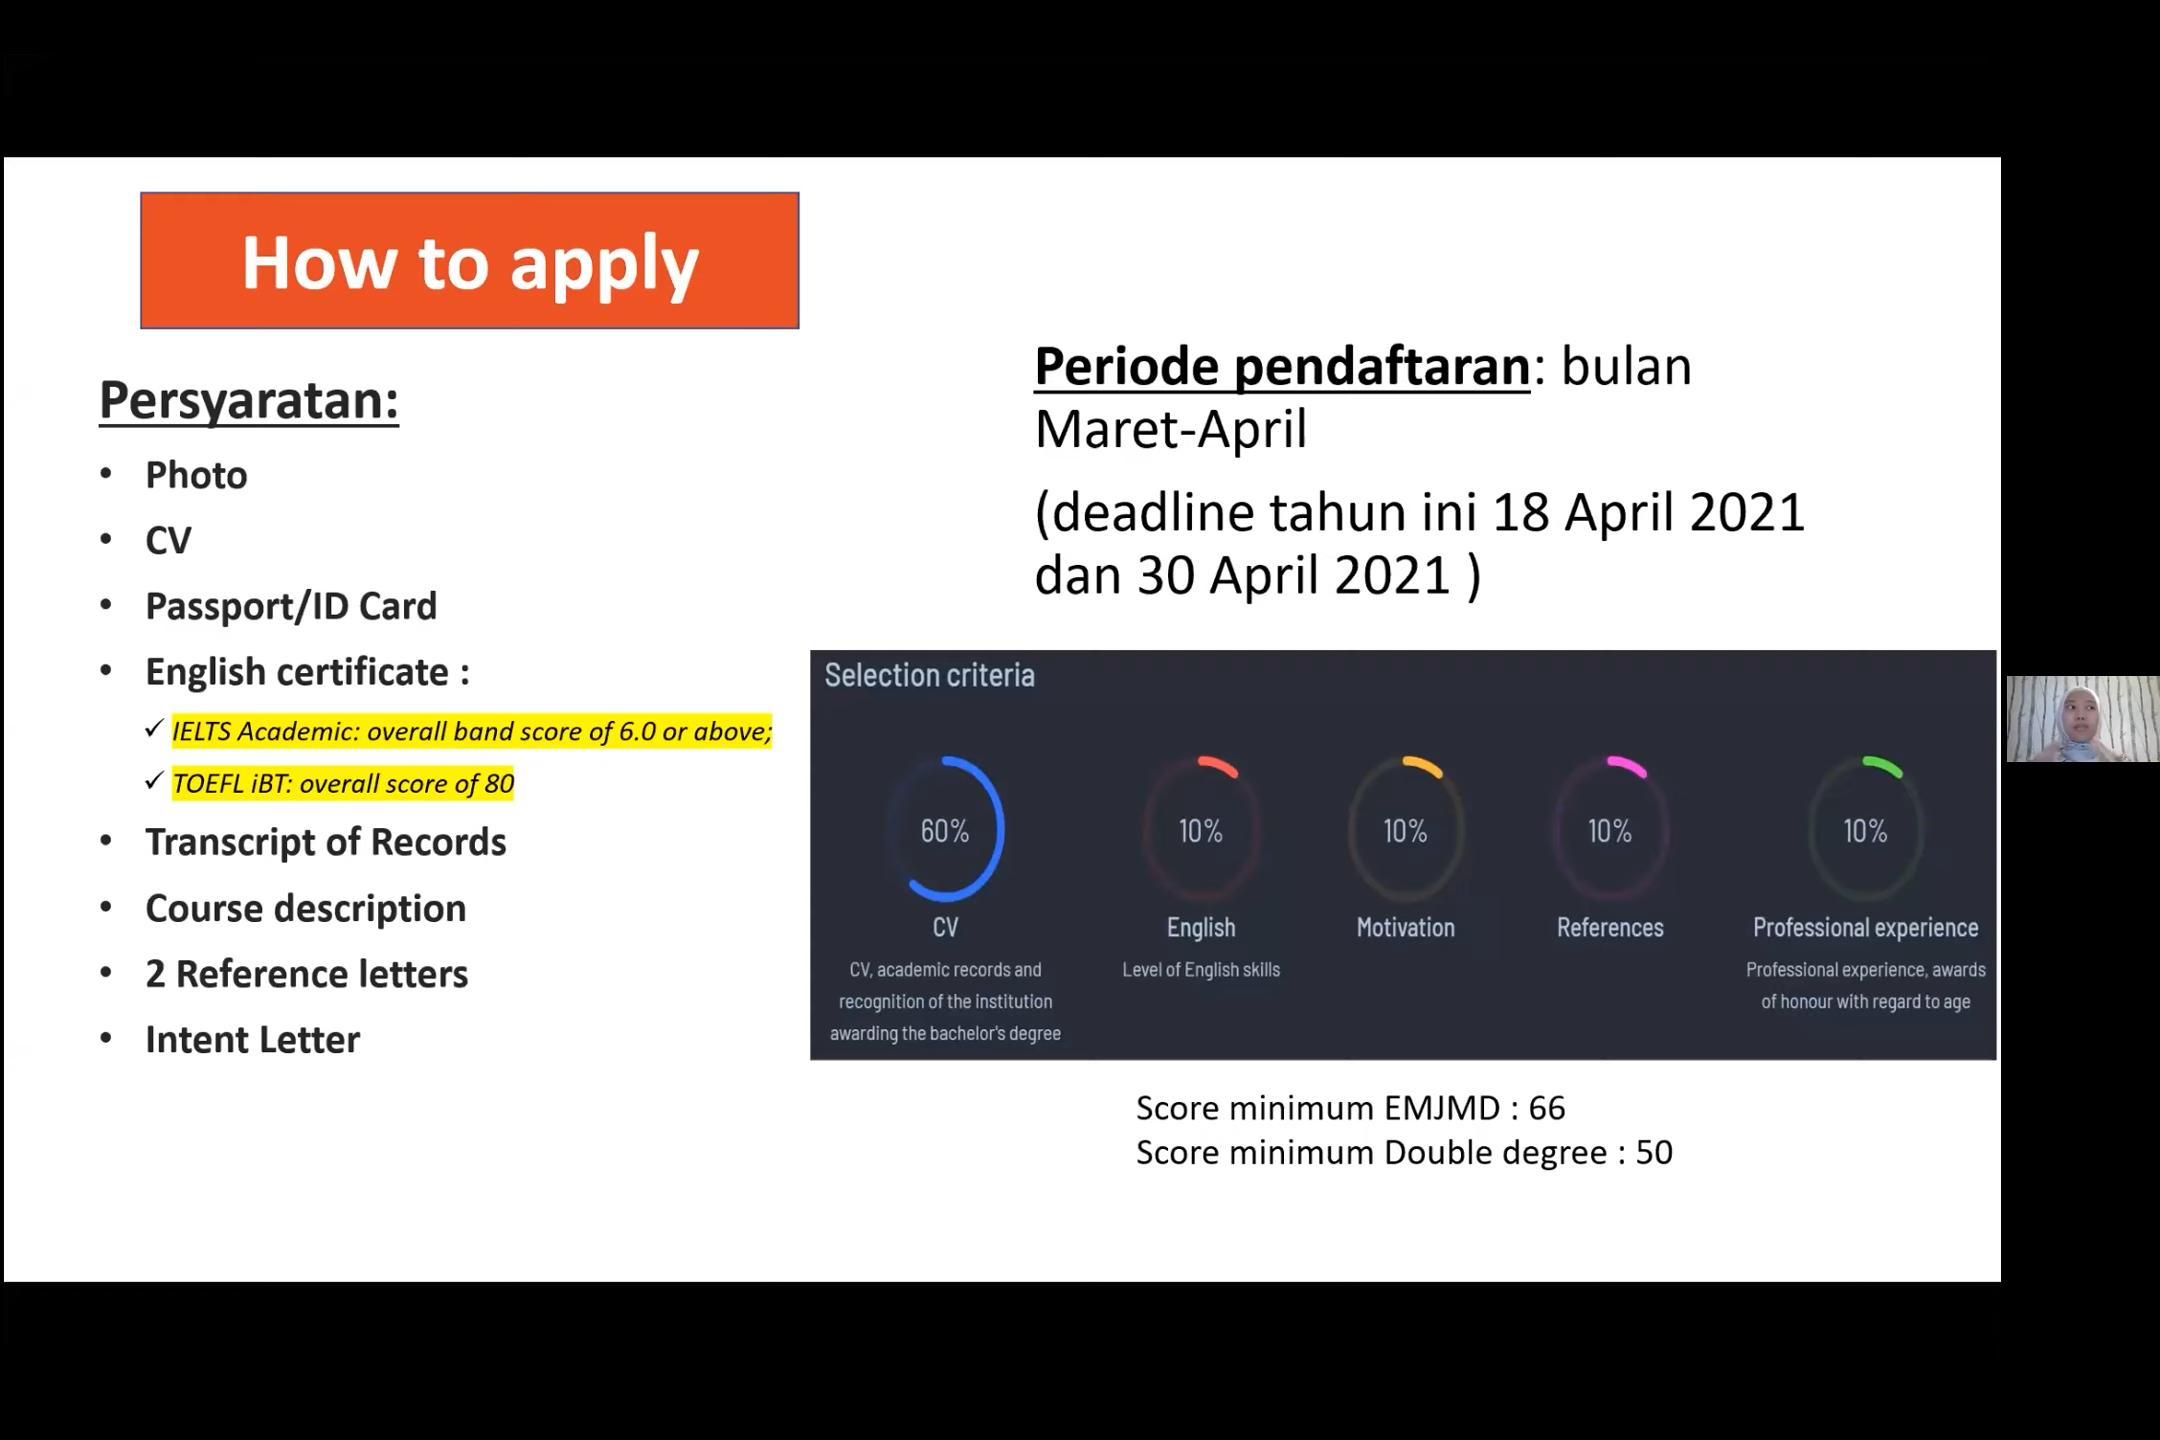 How to apply
Persyaratan:
• Photo
• CV
• Passport/ID Card
• English certificate :
✓ IELTS Academic: overall band score of 6.0 or above;
✓ TOEFL iBT: overall score of 80
• Transcript of Records
• Course description
• 2 Reference letters
• Intent Letter
Periode pendaftaran: bulan
Maret-April
(deadline tahun ini 18 April 2021
dan 30 April 2021 )
Selection criteria
60%
CV
CV, academic records and
recognition of the institution
awarding the bachelor's degree
10%
English
Level of English skills
10%
Motivation
10%
References
10%
Professional experience
Professional experience, awards
of honour with regard to age
Score minimum EMJMD : 66
Score minimum Double degree : 50